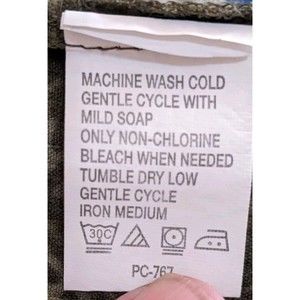 MACHINE WASH COLD
GENTLE CYCLE WITH
MILD SOAP
ONLY NON-CHLORINE
BLEACH WHEN NEEDED
TUMBLE DRY LOW
GENTLE CYCLE
IRON MEDIUM
30C
PC-767